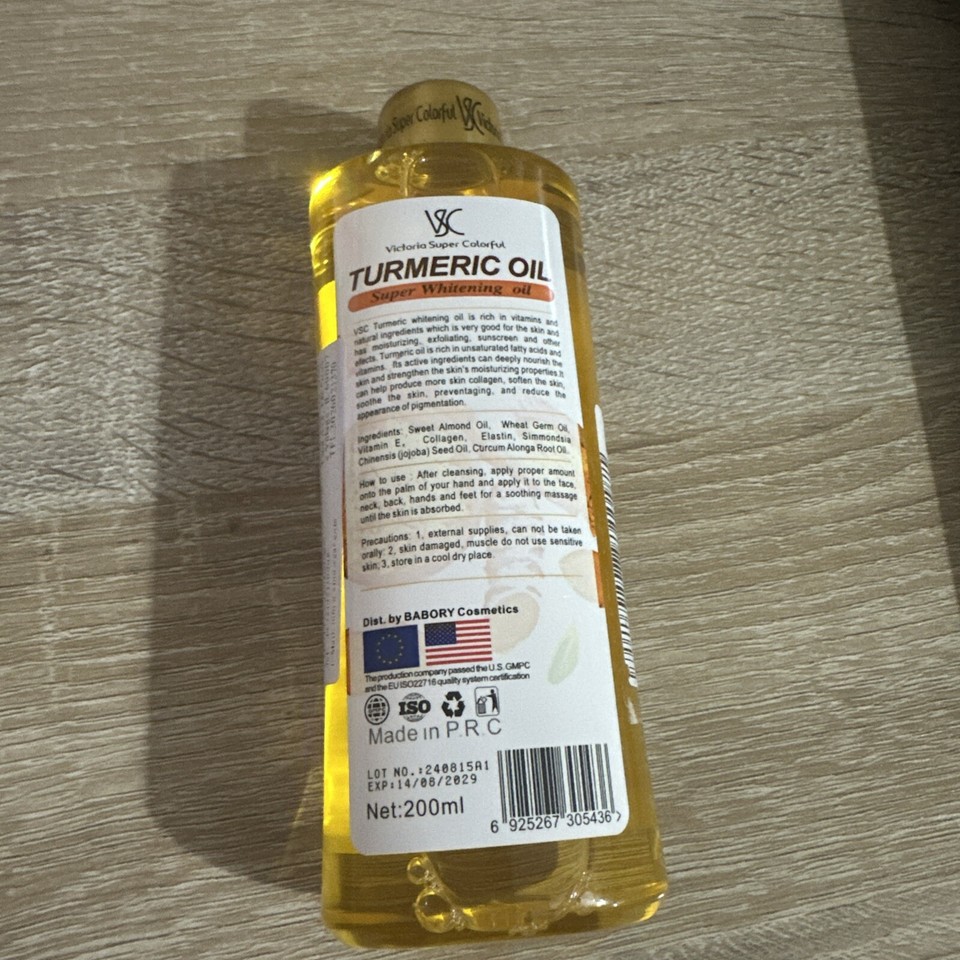 Super Colorful VSC Victo
VSC
Victoria Super Colorful
TURMERIC OIL
Super Whitening oil
VSC Turmeric whitening oil is rich in vitamins and
natural ingredients which is very good for the skin and
has moisturizing, exfoliating, sunscreen and other
effects. Turmeric oil is rich in unsaturated fatty acids and
vitamins. Its active ingredients can deeply nourish the
skin and strengthen the skin's moisturizing properties.It
can help produce more skin collagen, soften the skin,
soothe the skin, preventaging, and reduce the
appearance of pigmentation.
Ingredients: Sweet Almond Oil, Wheat Germ Oil,
Vitamin E, Collagen, Elastin, Simmondsia
Chinensis (jojoba) Seed Oil, Curcum Alonga Root Oil.
How to use : After cleansing, apply proper amount
onto the palm of your hand and apply it to the face,
neck, back, hands and feet for a soothing massage
until the skin is absorbed.
Precautions: 1, external supplies, can not be taken
orally: 2, skin damaged, muscle do not use sensitive
skin; 3, store in a cool dry place.
Dist. by BABORY Cosmetics
The production company passed the U.S. GMPC
and the EU ISO22716 quality system certification
ISO
Made in P.R.C
LOT NO.:240815A1
EXP:14/08/2029
Net:200ml
6 925267 305436 >